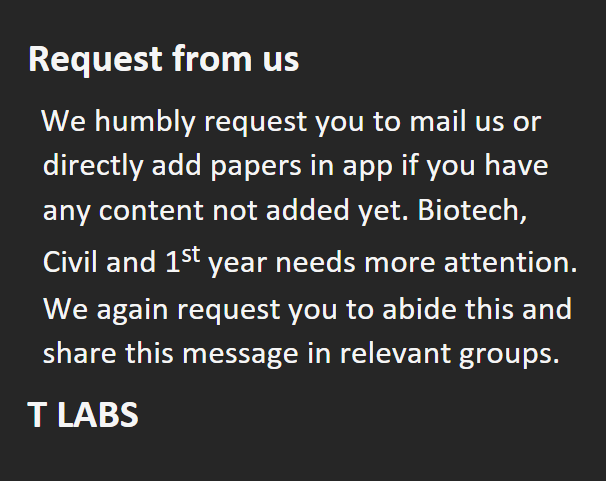 Request from us
We humbly request you to mail us or
directly add papers in app if you have
any content not added yet. Biotech,
Civil and 1st year needs more attention.
We again request you to abide this and
share this message in relevant groups.
T LABS